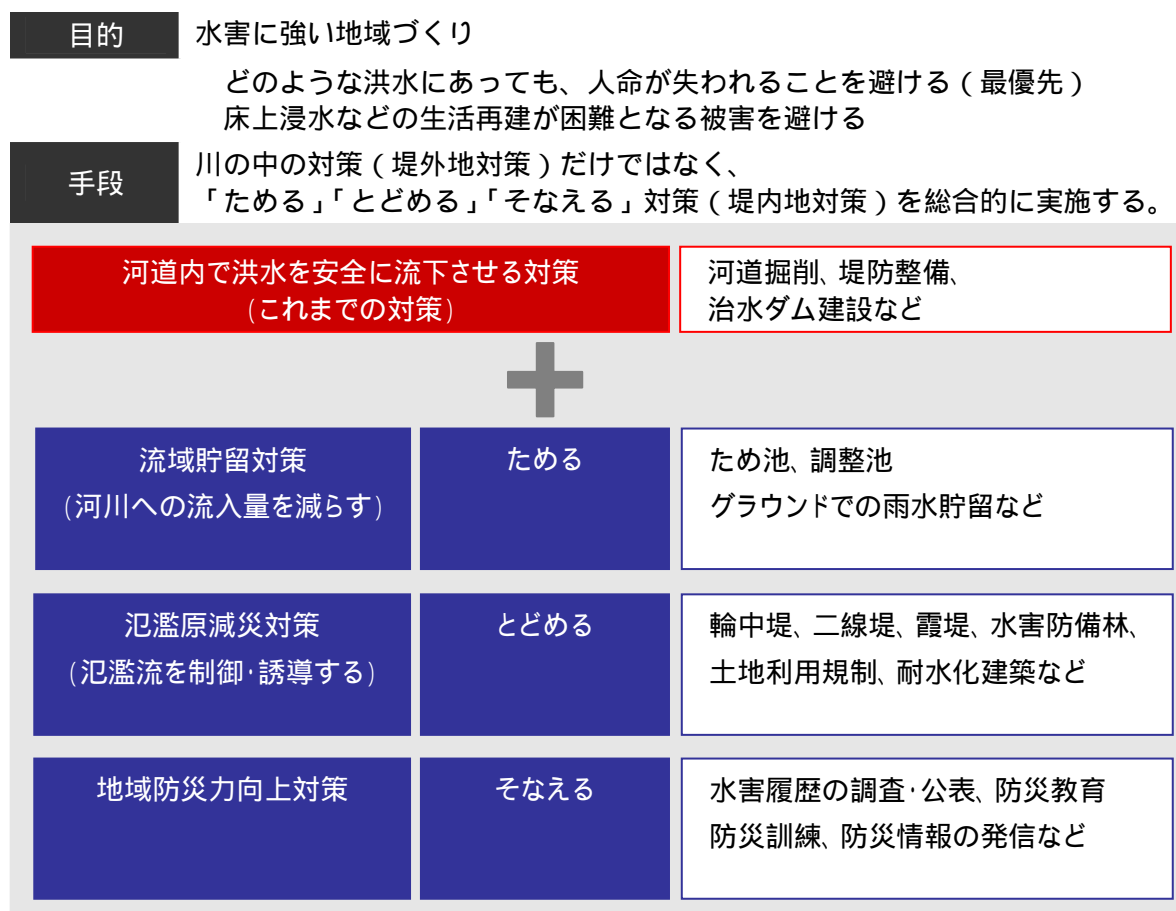 目的
水害に強い地域づくり
どのような洪水にあっても、人命が失われることを避ける(最優先)
床上浸水などの生活再建が困難となる被害を避ける
手段
川の中の対策(堤外地対策)だけではなく、
「ためる」「とどめる」「そなえる」対策(堤内地対策)を総合的に実施する。
河道内で洪水を安全に流下させる対策
(これまでの対策)
河道掘削、堤防整備、
治水ダム建設など
流域貯留対策
(河川への流入量を減らす)
ためる
ため池、調整池
グラウンドでの雨水貯留など
氾濫原減災対策
(氾濫流を制御・誘導する)
とどめる
輪中堤、二線堤、霞堤、水害防備林、
土地利用規制、耐水化建築など
地域防災力向上対策
そなえる
水害履歴の調査・公表、防災教育
防災訓練、防災情報の発信など